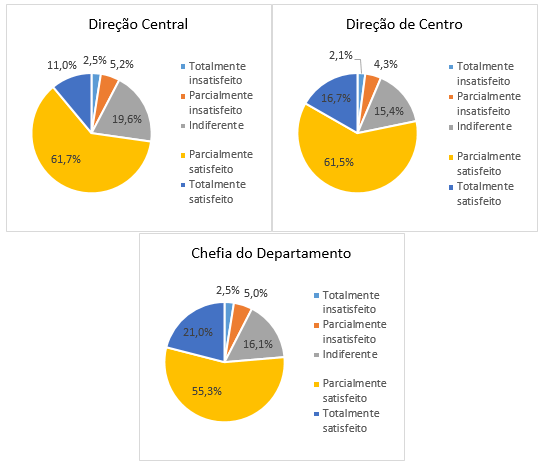 Direção Central
11,0%
2,5%
5,2%
19,6%
61,7%
Totalmente
insatisfeito
Parcialmente
insatisfeito
Indiferente
Parcialmente
satisfeito
Totalmente
satisfeito
Direção de Centro
2,1%
4,3%
16,7%
15,4%
61,5%
Totalmente
insatisfeito
Parcialmente
insatisfeito
Indiferente
Parcialmente
satisfeito
Totalmente
satisfeito
Chefia do Departamento
2,5%
5,0%
21,0%
16,1%
55,3%
Totalmente
insatisfeito
Parcialmente
insatisfeito
Indiferente
Parcialmente
satisfeito
Totalmente
satisfeito